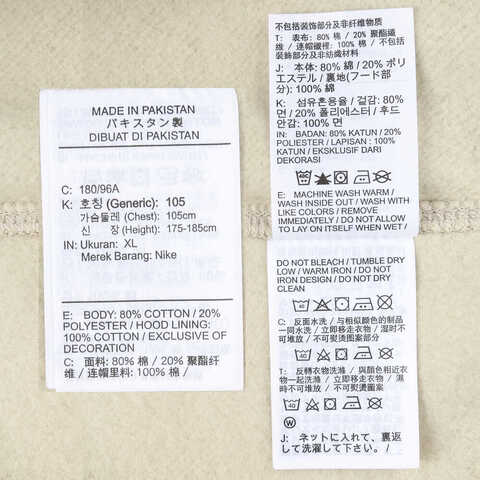 MADE IN PAKISTAN
パキスタン製
DIBUAT DI PAKISTAN
C: 180/96A
K: 호칭 (Generic): 105
가슴둘레 (Chest): 105cm
신 장 (Height): 175-185cm
IN: Ukuran: XL
Merek Barang: Nike
E: BODY: 80% COTTON / 20%
POLYESTER / HOOD LINING:
100% COTTON / EXCLUSIVE OF
DECORATION
C: 面料: 80% 棉 / 20% 聚酯纤
维 / 连帽里料: 100% 棉 /
不包括装饰部分及非纤维物质
T: 表布: 80% 棉 / 20% 聚酯纖
維 / 連帽襯裡: 100% 棉 / 不包括
裝飾部分及非紡織材料
J: 本体: 80% 綿 / 20% ポリ
エステル / 裏地(フード部
分): 100% 綿
K: 섬유혼용율 / 겉감: 80%
면 / 20% 폴리에스터 / 후드
안감: 100% 면
IN: BADAN: 80% KATUN / 20%
POLYESTER / LAPISAN : 100%
KATUN / EKSKLUSIF DARI
DEKORASI
E: MACHINE WASH WARM /
WASH INSIDE OUT / WASH WITH
LIKE COLORS / REMOVE
IMMEDIATELY / DO NOT ALLOW
TO LAY ON ITSELF WHEN WET /
DO NOT BLEACH / TUMBLE DRY
LOW / WARM IRON / DO NOT
IRON DESIGN / DO NOT DRY
CLEAN
C: 反面水洗 / 与相似颜色的制品
一同水洗 / 立即移走衣物 / 湿时不
可堆放 / 不可熨烫图案部分
T: 反轉衣物洗滌 / 與顏色相近衣
物一起洗滌 / 立即移走衣物 / 濕
時不可堆放 / 不可熨燙圖案
J: ネットに入れて、裏返
して洗濯して下さい。/